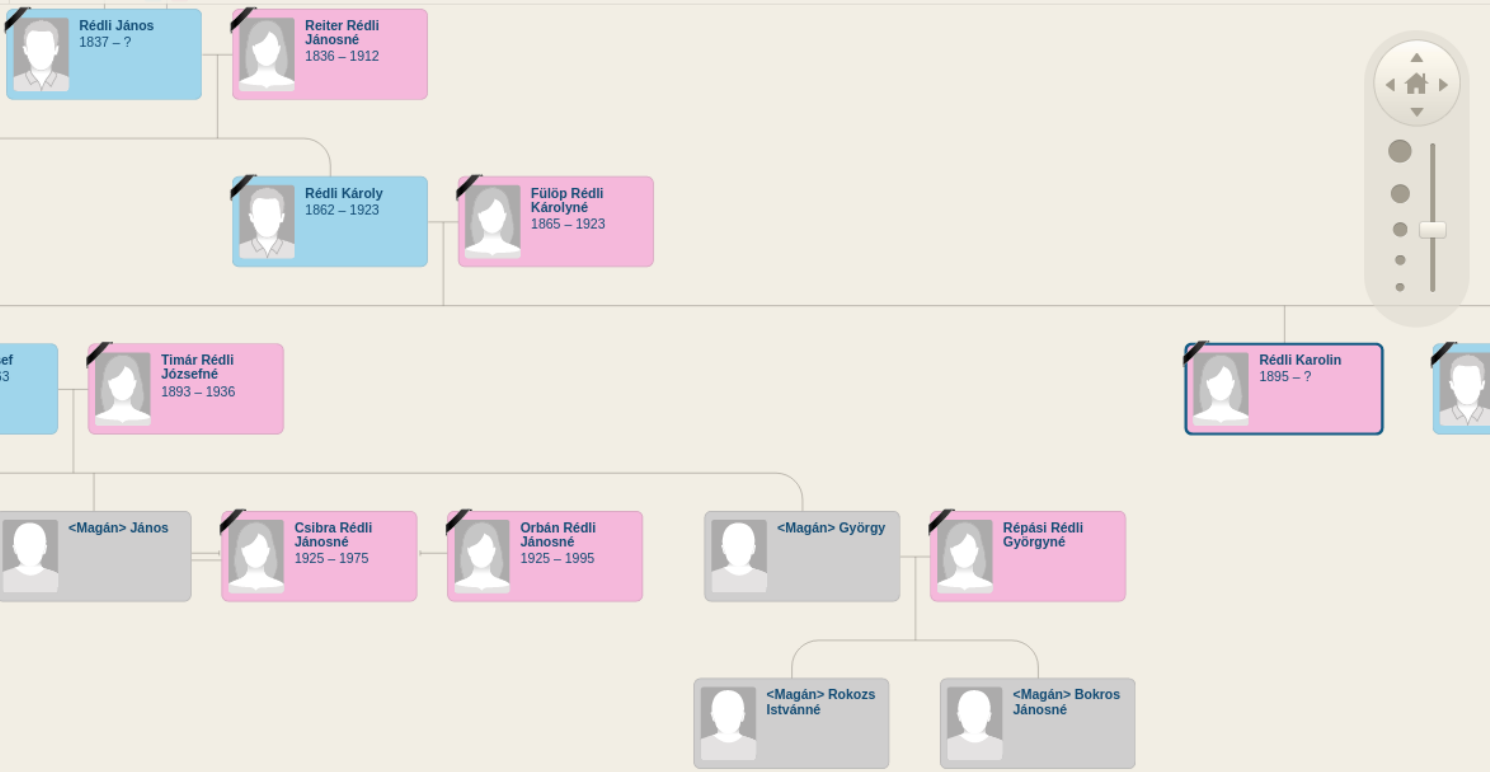 Rédli János
1837 – ?
Reiter Rédli
Jánosné
1836 – 1912
Rédli Károly
1862 – 1923
Fülöp Rédli
Károlyné
1865 – 1923
Timár Rédli
Józsefné
1893 – 1936
Rédli Karolin
1895 – ?
<Magán> János
Csibra Rédli
Jánosné
1925 – 1975
Orbán Rédli
Jánosné
1925 – 1995
<Magán> György
Répási Rédli
Györgyné
<Magán> Rokozs
Istvánné
<Magán> Bokros
Jánosné